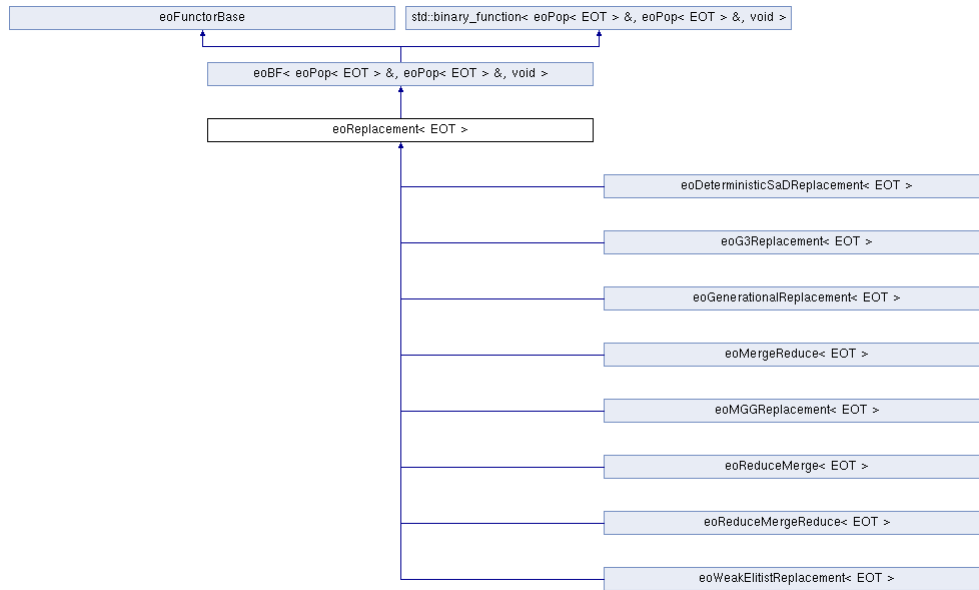 eoFunctorBase
std::binary_function< eoPop< EOT > &, eoPop< EOT > &, void >
eoBF< eoPop< EOT > &, eoPop< EOT > &, void >
eoReplacement< EOT >
eoDeterministicSaDReplacement< EOT >
eoG3Replacement< EOT >
eoGenerationalReplacement< EOT >
eoMergeReduce< EOT >
eoMGGReplacement< EOT >
eoReduceMerge< EOT >
eoReduceMergeReduce< EOT >
eoWeakElitistReplacement< EOT >